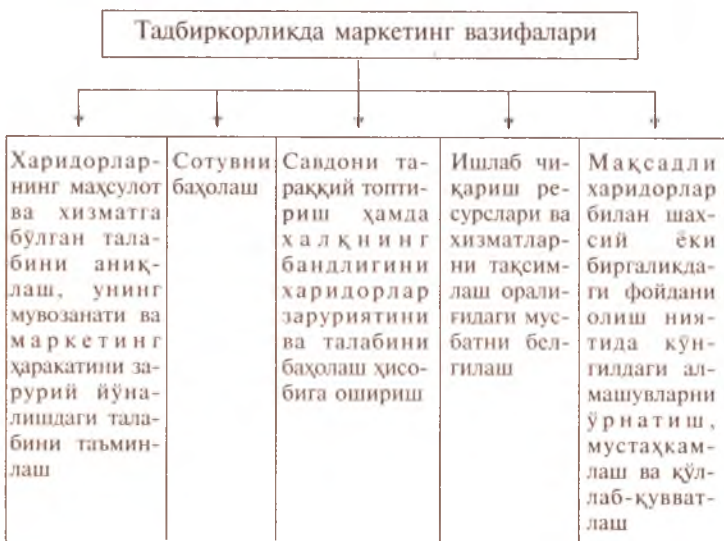 Тадбиркорликда маркетинг вазифалари
Харидорлар-
нинг маҳсулот
ва хизматга
бўлган тала-
бини аниқ-
лаш, унинг
мувозанати ва
маркетинг
ҳаракатини за-
рурий йўна-
лишдаги тала-
бини таъмин-
лаш
Сотувни
баҳолаш
Савдони та-
раққий топти-
риш ҳамда
халқнинг
бандлигини
харидорлар
заруриятини
ва талабини
баҳолаш ҳисо-
бига ошириш
Ишлаб чи-
қариш ре-
сурслари ва
хизматлар-
ни тақсим-
лаш орали-
ғидаги мус-
батни бел-
гилаш
Мақсадли
харидорлар
билан шах-
сий ёки
биргаликда-
ги фойдани
олиш ния-
тида кўн-
гилдаги ал-
машувларни
ўрнатиш,
мустаҳкам-
лаш ва қўл-
лаб-қувват-
лаш